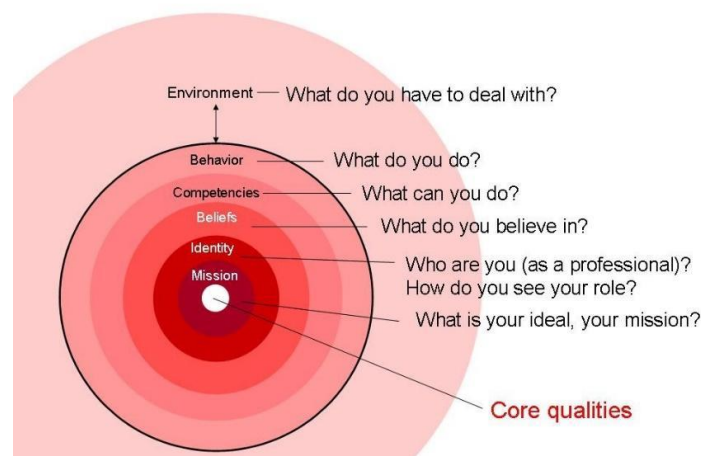 Environment What do you have to deal with?
Behavior What do you do?
Competencies What can you do?
Beliefs What do you believe in?
Identity Who are you (as a professional)?
How do you see your role?
Mission What is your ideal, your mission?
Core qualities